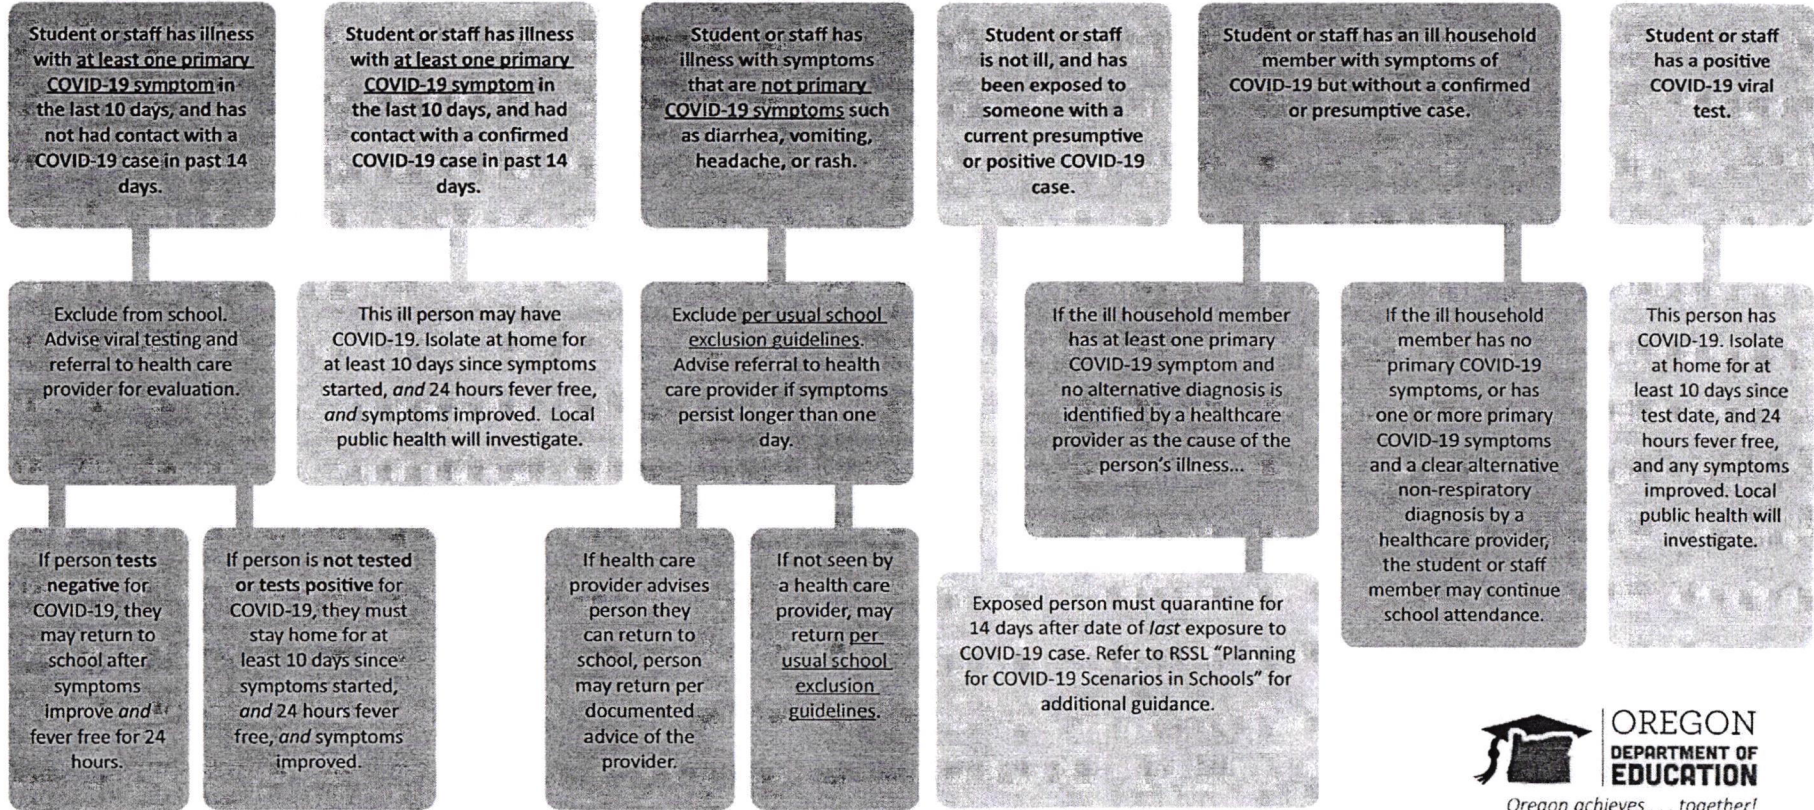 Student or staff has illness
with at least one primary
COVID-19 symptom in
the last 10 days, and has
not had contact with a
COVID-19 case in past 14
days.
Student or staff has illness
with at least one primary
COVID-19 symptom in
the last 10 days, and had
contact with a confirmed
COVID-19 case in past 14
days.
Student or staff has
illness with symptoms
that are not primary
COVID-19 symptoms such
as diarrhea, vomiting,
headache, or rash.
Student or staff
is not ill, and has
been exposed to
someone with a
current presumptive
or positive COVID-19
case.
Student or staff has an ill household
member with symptoms of
COVID-19 but without a confirmed
or presumptive case.
Student or staff
has a positive
COVID-19 viral
test.
Exclude from school.
Advise viral testing and
referral to health care
provider for evaluation.
This ill person may have
COVID-19. Isolate at home for
at least 10 days since symptoms
started, and 24 hours fever free,
and symptoms improved. Local
public health will investigate.
Exclude per usual school
exclusion guidelines.
Advise referral to health
care provider if symptoms
persist longer than one
day.
If the ill household member
has at least one primary
COVID-19 symptom and
no alternative diagnosis is
identified by a healthcare
provider as the cause of the
person's illness...
If the ill household
member has no
primary COVID-19
symptoms, or has
one or more primary
COVID-19 symptoms
and a clear alternative
non-respiratory
diagnosis by a
healthcare provider,
the student or staff
member may continue
school attendance.
This person has
COVID-19. Isolate
at home for at
least 10 days since
test date, and 24
hours fever free,
and any symptoms
improved. Local
public health will
investigate.
If person tests
negative for
COVID-19, they
may return to
school after
symptoms
improve and
fever free for 24
hours.
If person is not tested
or tests positive for
COVID-19, they must
stay home for at
least 10 days since
symptoms started,
and 24 hours fever
free, and symptoms
improved.
If health care
provider advises
person they
can return to
school, person
may return per
documented
advice of the
provider.
If not seen by
a health care
provider, may
return per
usual school
exclusion
guidelines.
Exposed person must quarantine for
14 days after date of last exposure to
COVID-19 case. Refer to RSSL "Planning
for COVID-19 Scenarios in Schools" for
additional guidance.
OREGON
DEPARTMENT OF
EDUCATION
Oregon achieves . . . together!